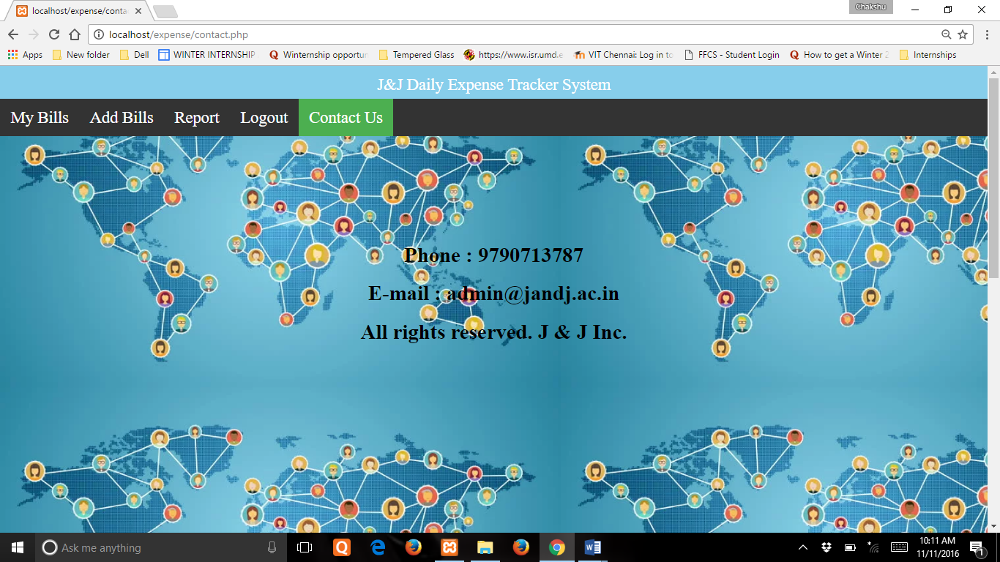 localhost/expense/conta
Chakshu
localhost/expense/contact.php
Apps
New folder
Dell
WINTER INTERNSHIP
Winternship opportun
Tempered Glass
https://www.isr.umd.e
VIT Chennai: Log in to
FFCS - Student Login
How to get a Winter 2
Internships
J&J Daily Expense Tracker System
My Bills
Add Bills
Report
Logout
Contact Us
Phone : 9790713787
E-mail : admin@jandj.ac.in
All rights reserved. J & J Inc.
Ask me anything
10:11 AM
11/11/2016
1